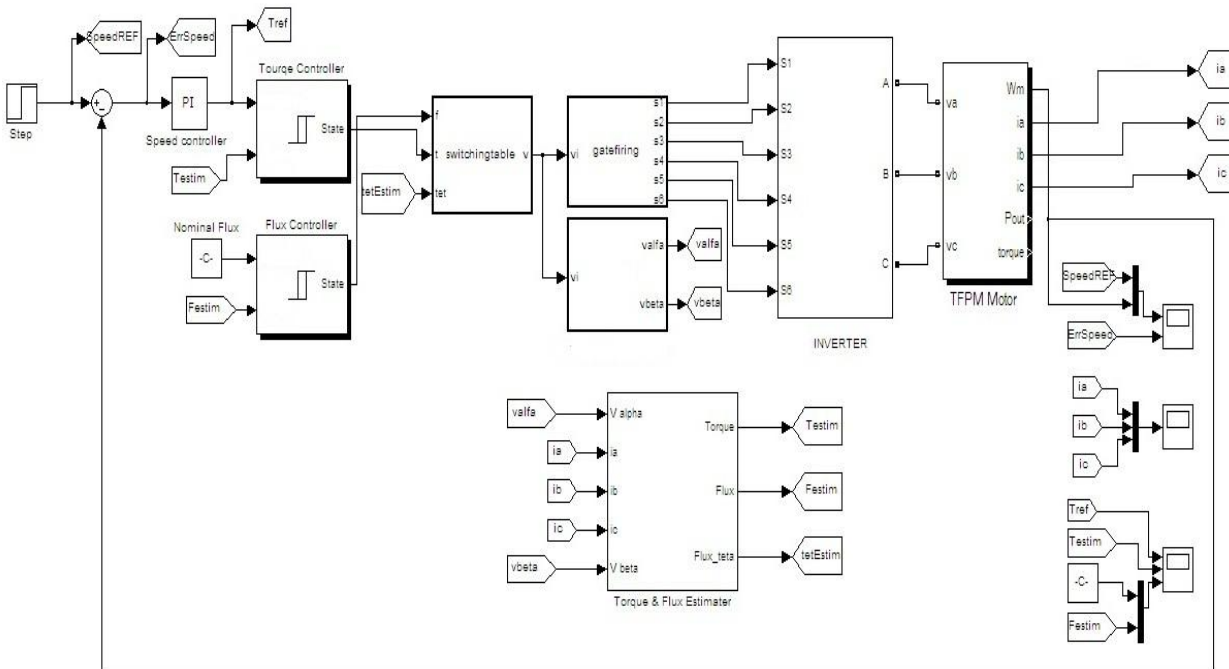 SpeedREF
ErrSpeed
Tref
Step
+
-
PI
Speed controller
Tourqe Controller
State
Testim
Nominal Flux
-C-
Festim
Flux Controller
State
f
t
tet
switchingtable
v
tetEstim
vi
gatefiring
s1
s2
s3
s4
s5
s6
vi
valfa
vbeta
valfa
vbeta
S1
S2
S3
S4
S5
S6
A
B
C
INVERTER
va
vb
vc
Wm
ia
ib
ic
Pout
torque
TFPM Motor
ia
ib
ic
SpeedREF
ErrSpeed
ia
ib
ic
Tref
Testim
-C-
Festim
valfa
ia
ib
ic
vbeta
V alpha
ia
ib
ic
V beta
Torque
Flux
Flux_teta
Testim
Festim
tetEstim
Torque & Flux Estimater